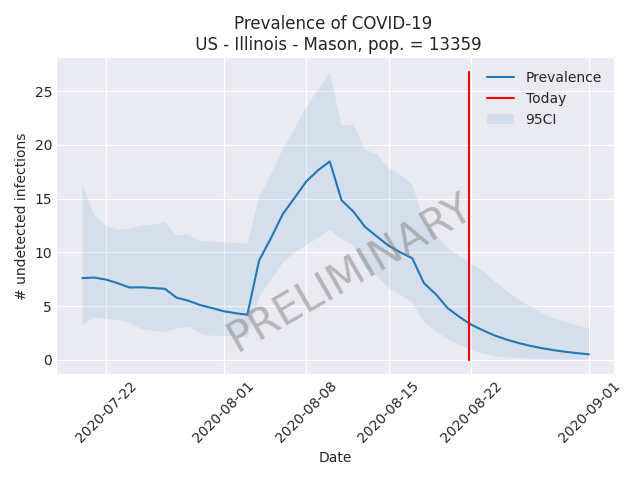 Prevalence of COVID-19
US - Illinois - Mason, pop. = 13359
# undetected infections
25
20
15
10
5
0
Prevalence
Today
95CI
PRELIMINARY
2020-07-22
2020-08-01
2020-08-08
2020-08-15
2020-08-22
2020-09-01
Date